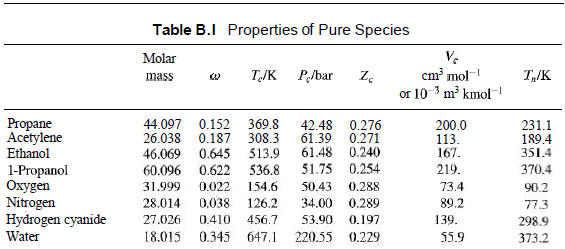 Table B.I Properties of Pure Species
Molar mass ω Tc/K Pc/bar Zc Vc cm³ mol⁻¹ or 10⁻³ m³ kmol⁻¹ Tn/K
Propane 44.097 0.152 369.8 42.48 0.276 200.0 231.1
Acetylene 26.038 0.187 308.3 61.39 0.271 113. 189.4
Ethanol 46.069 0.645 513.9 61.48 0.240 167. 351.4
1-Propanol 60.096 0.622 536.8 51.75 0.254 219. 370.4
Oxygen 31.999 0.022 154.6 50.43 0.288 73.4 90.2
Nitrogen 28.014 0.038 126.2 34.00 0.289 89.2 77.3
Hydrogen cyanide 27.026 0.410 456.7 53.90 0.197 139. 298.9
Water 18.015 0.345 647.1 220.55 0.229 55.9 373.2